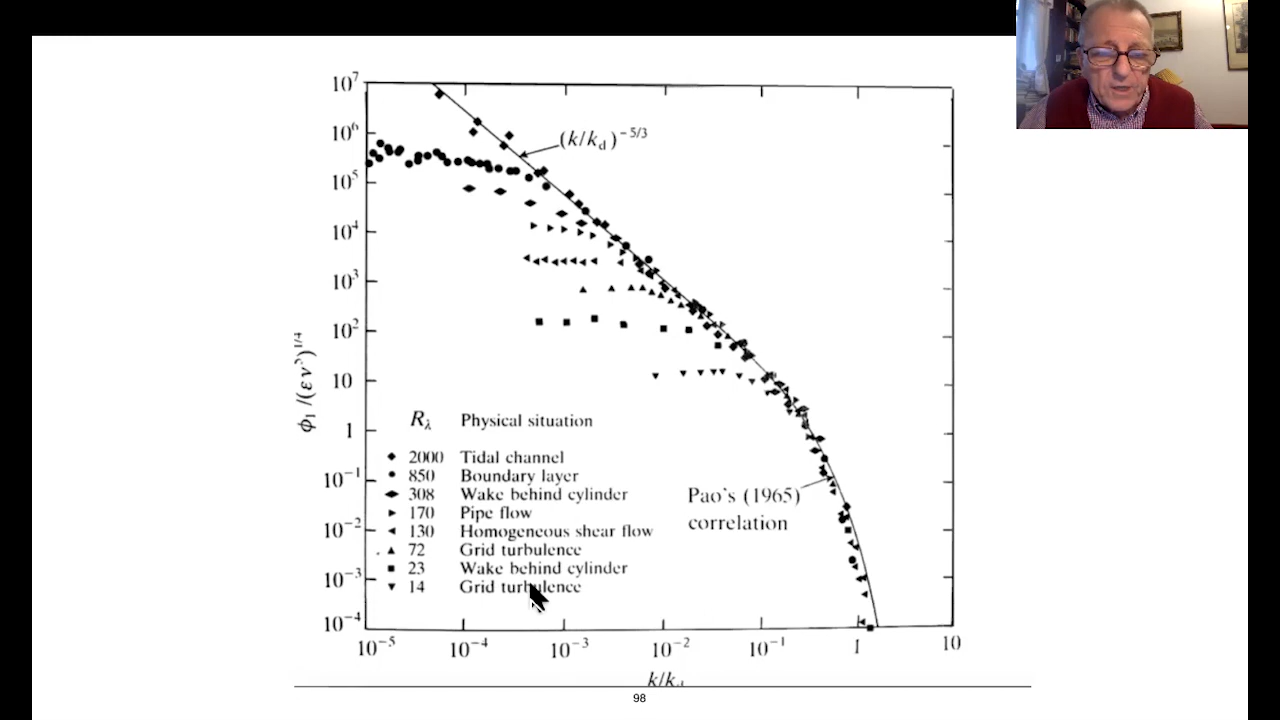 10^7
10^6
10^5
10^4
10^3
10^2
10
1
10^-1
10^-2
10^-3
10^-4
(k/k_d)^-5/3
ϕ_1/(εν^3)^1/4
R_λ Physical situation
◆ 2000 Tidal channel
● 850 Boundary layer
308 Wake behind cylinder
► 170 Pipe flow
◄ 130 Homogeneous shear flow
▲ 72 Grid turbulence
■ 23 Wake behind cylinder
▼ 14 Grid turbulence
Pao's (1965)
correlation
10^-5 10^-4 10^-3 10^-2 10^-1 1 10
k/k_d
98